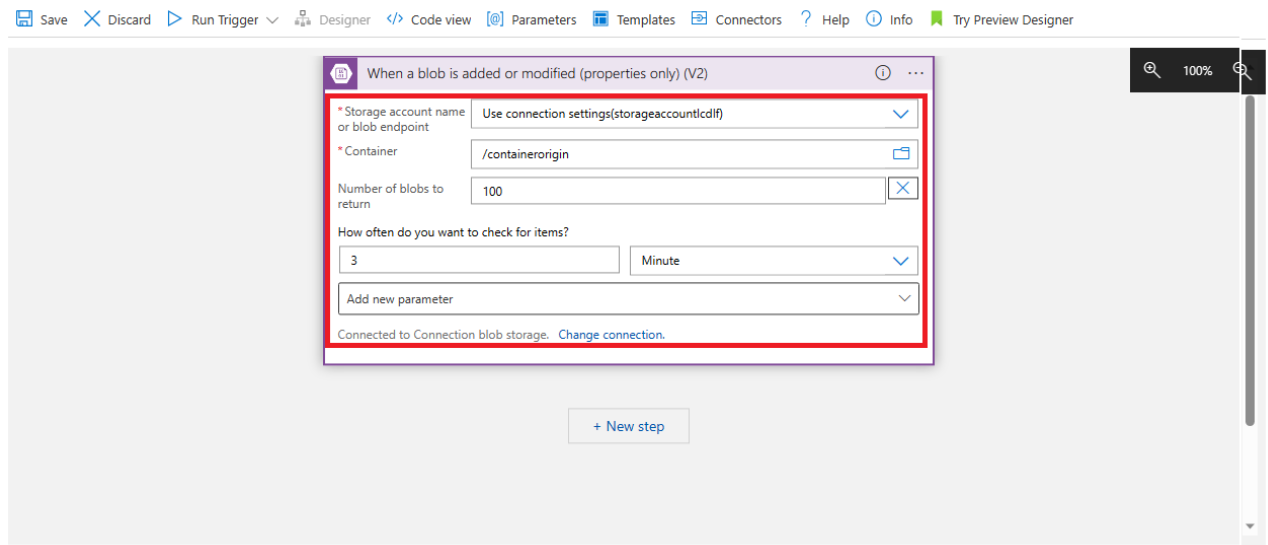 Save Discard Run Trigger Designer Code view Parameters Templates Connectors Help Info Try Preview Designer
When a blob is added or modified (properties only) (V2)
100%
*Storage account name
or blob endpoint
Use connection settings(storageaccountlcdlf)
*Container
/containerorigin
Number of blobs to
return
100
How often do you want to check for items?
3 Minute
Add new parameter
Connected to Connection blob storage. Change connection.
+ New step